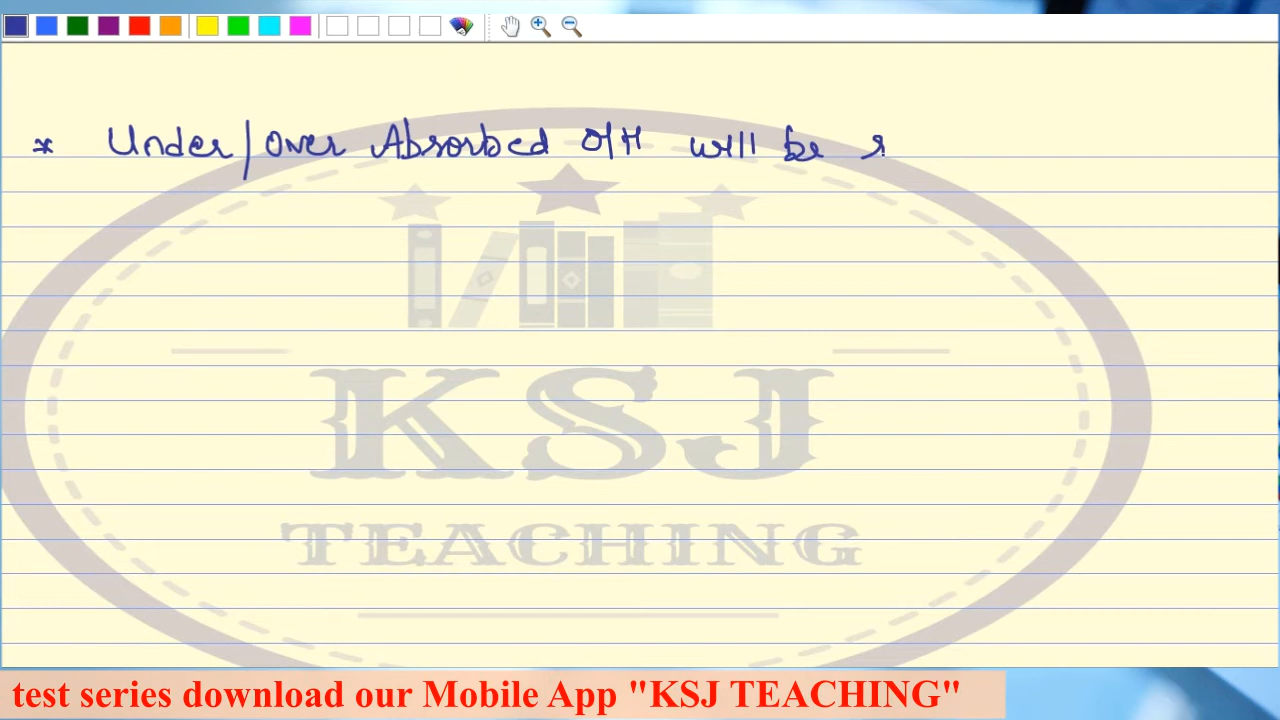 * Under/Over Absorbed O/H will be
KSJ
TEACHING
test series download our Mobile App "KSJ TEACHING"